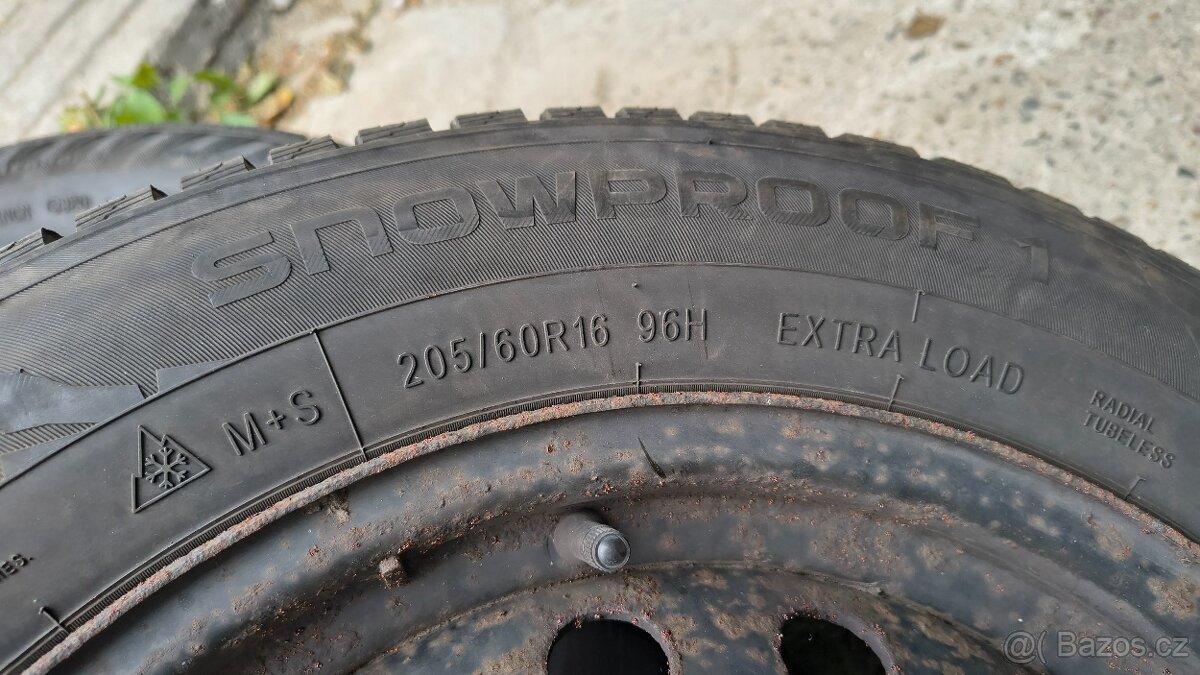 SNOWPROOF 1
205/60R16 96H EXTRA LOAD
M+S
RADIAL
TUBELESS
Bazos.cz